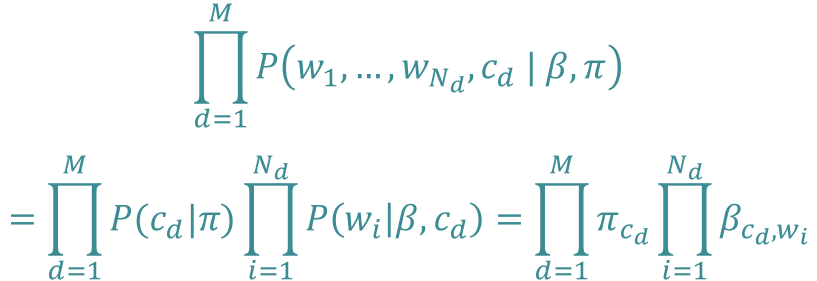 ∏_{d=1}^{M} P(w_1, …, w_{N_d}, c_d | β, π)
= ∏_{d=1}^{M} P(c_d|π) ∏_{i=1}^{N_d} P(w_i|β, c_d) = ∏_{d=1}^{M} π_{c_d} ∏_{i=1}^{N_d} β_{c_d,w_i}